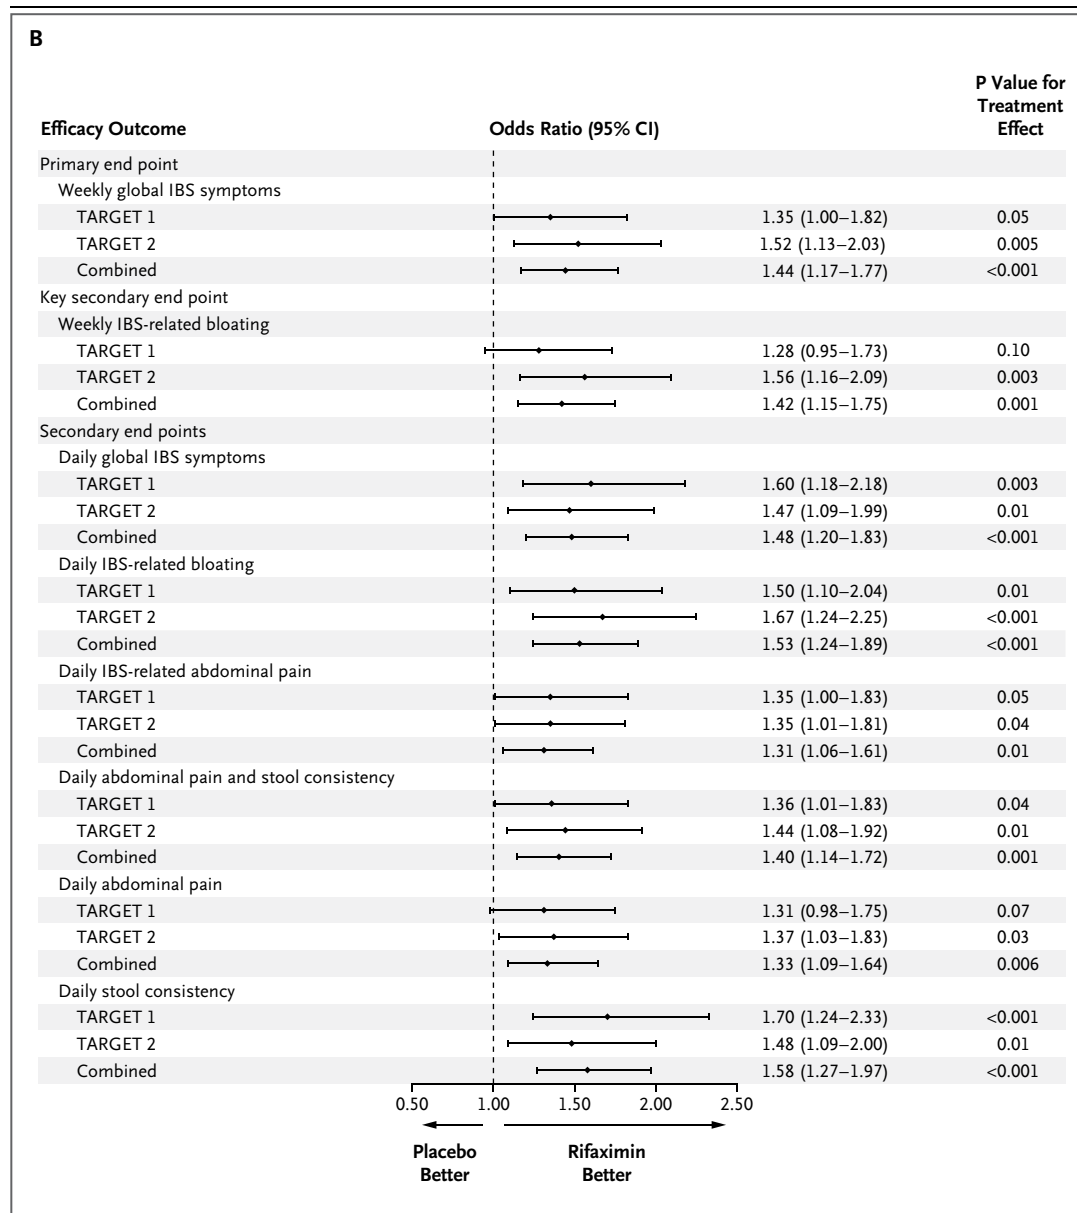 B
P Value for
Treatment
Efficacy Outcome Odds Ratio (95% CI) Effect
Primary end point
Weekly global IBS symptoms
TARGET 1 1.35 (1.00–1.82) 0.05
TARGET 2 1.52 (1.13–2.03) 0.005
Combined 1.44 (1.17–1.77) <0.001
Key secondary end point
Weekly IBS-related bloating
TARGET 1 1.28 (0.95–1.73) 0.10
TARGET 2 1.56 (1.16–2.09) 0.003
Combined 1.42 (1.15–1.75) 0.001
Secondary end points
Daily global IBS symptoms
TARGET 1 1.60 (1.18–2.18) 0.003
TARGET 2 1.47 (1.09–1.99) 0.01
Combined 1.48 (1.20–1.83) <0.001
Daily IBS-related bloating
TARGET 1 1.50 (1.10–2.04) 0.01
TARGET 2 1.67 (1.24–2.25) <0.001
Combined 1.53 (1.24–1.89) <0.001
Daily IBS-related abdominal pain
TARGET 1 1.35 (1.00–1.83) 0.05
TARGET 2 1.35 (1.01–1.81) 0.04
Combined 1.31 (1.06–1.61) 0.01
Daily abdominal pain and stool consistency
TARGET 1 1.36 (1.01–1.83) 0.04
TARGET 2 1.44 (1.08–1.92) 0.01
Combined 1.40 (1.14–1.72) 0.001
Daily abdominal pain
TARGET 1 1.31 (0.98–1.75) 0.07
TARGET 2 1.37 (1.03–1.83) 0.03
Combined 1.33 (1.09–1.64) 0.006
Daily stool consistency
TARGET 1 1.70 (1.24–2.33) <0.001
TARGET 2 1.48 (1.09–2.00) 0.01
Combined 1.58 (1.27–1.97) <0.001
0.50 1.00 1.50 2.00 2.50
Placebo Rifaximin
Better Better